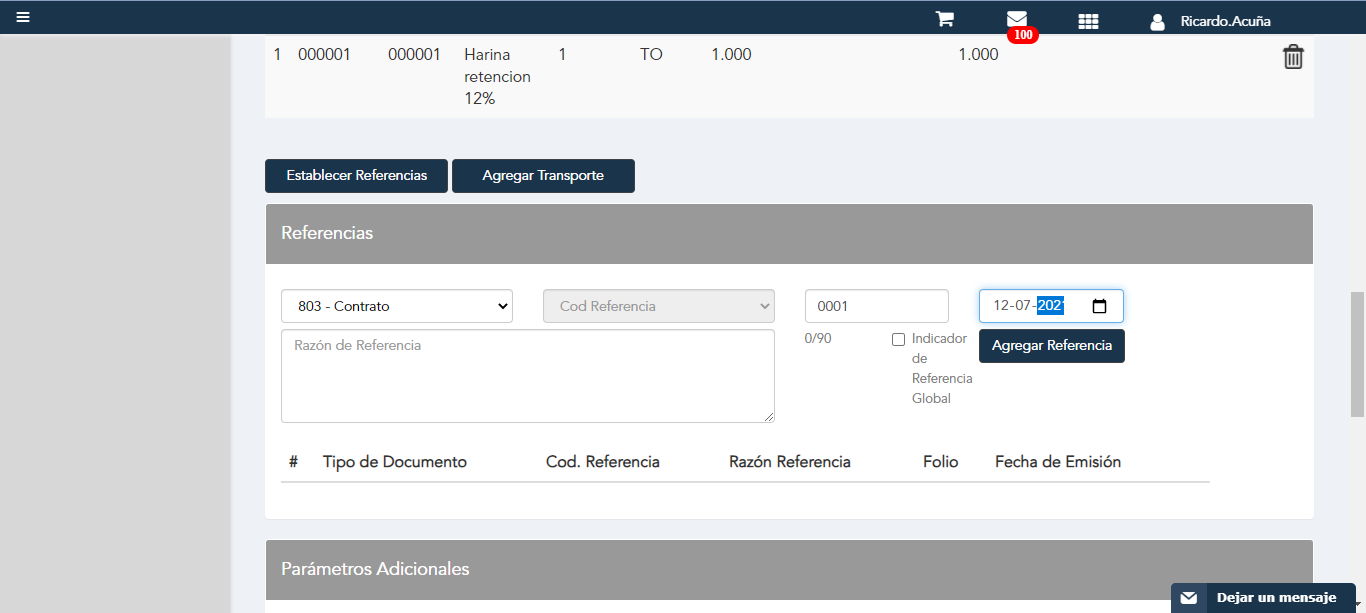 Ricardo.Acuña
100
1 000001 000001 Harina 1 TO 1.000 1.000
retencion
12%
Establecer Referencias Agregar Transporte
Referencias
803 - Contrato Cod Referencia 0001 12-07-2021
Razón de Referencia 0/90 Indicador Agregar Referencia
de
Referencia
Global
# Tipo de Documento Cod. Referencia Razón Referencia Folio Fecha de Emisión
Parámetros Adicionales
Dejar un mensaje